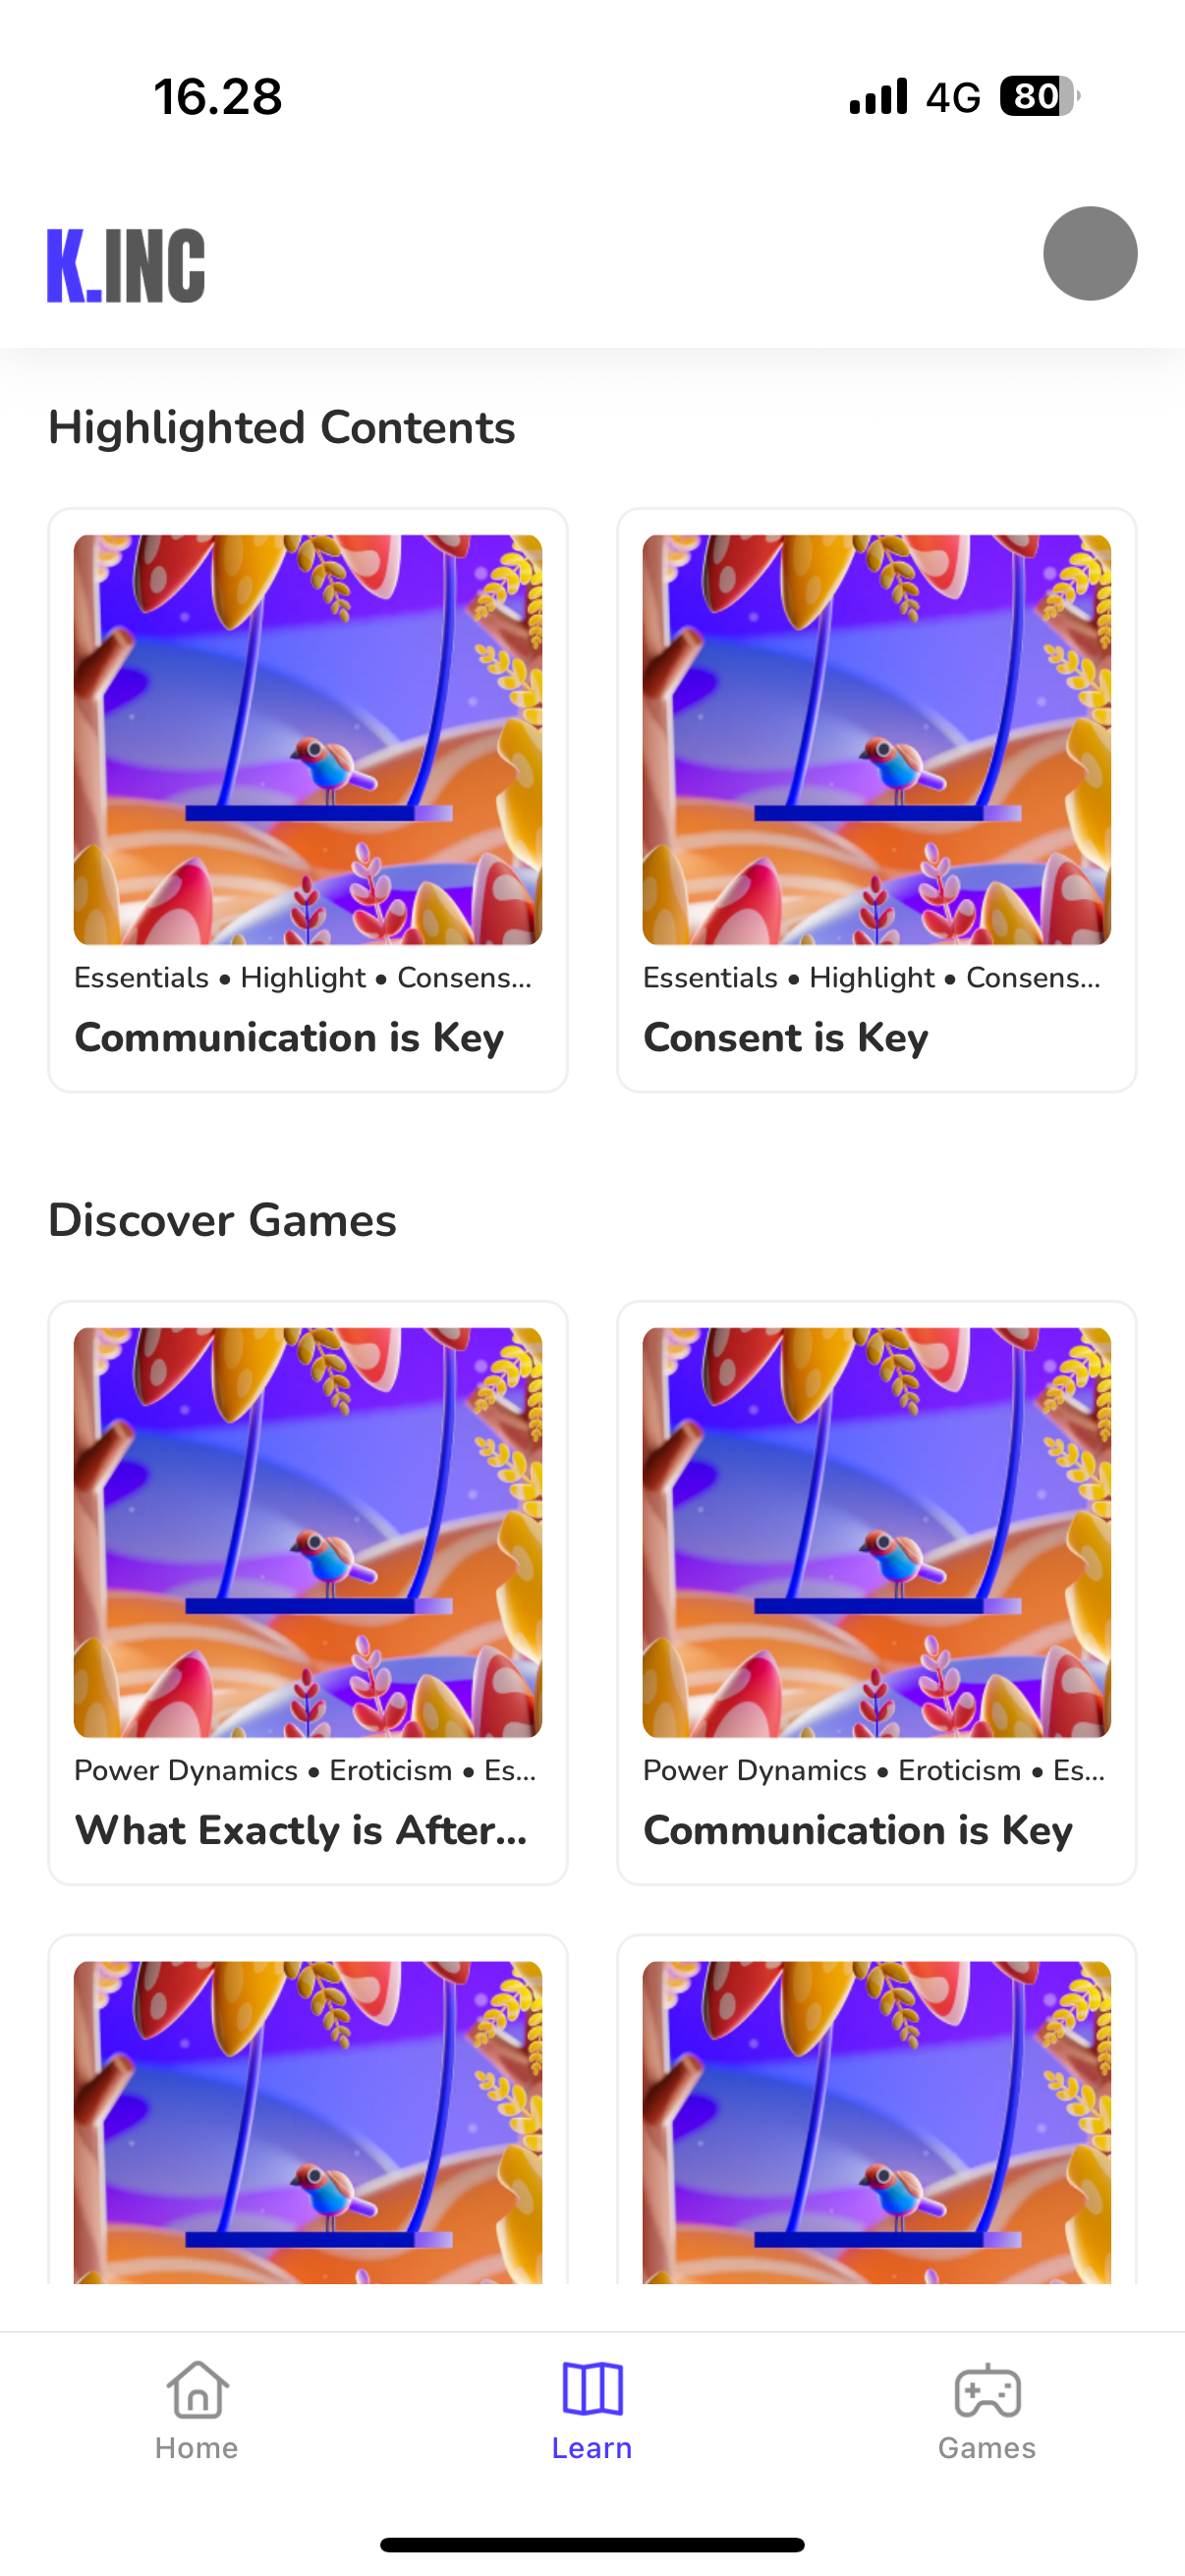 16.28
4G 80
K.INC
Highlighted Contents
Essentials • Highlight • Consens...
Communication is Key
Essentials • Highlight • Consens...
Consent is Key
Discover Games
Power Dynamics • Eroticism • Es...
What Exactly is After...
Power Dynamics • Eroticism • Es...
Communication is Key
Home
Learn
Games